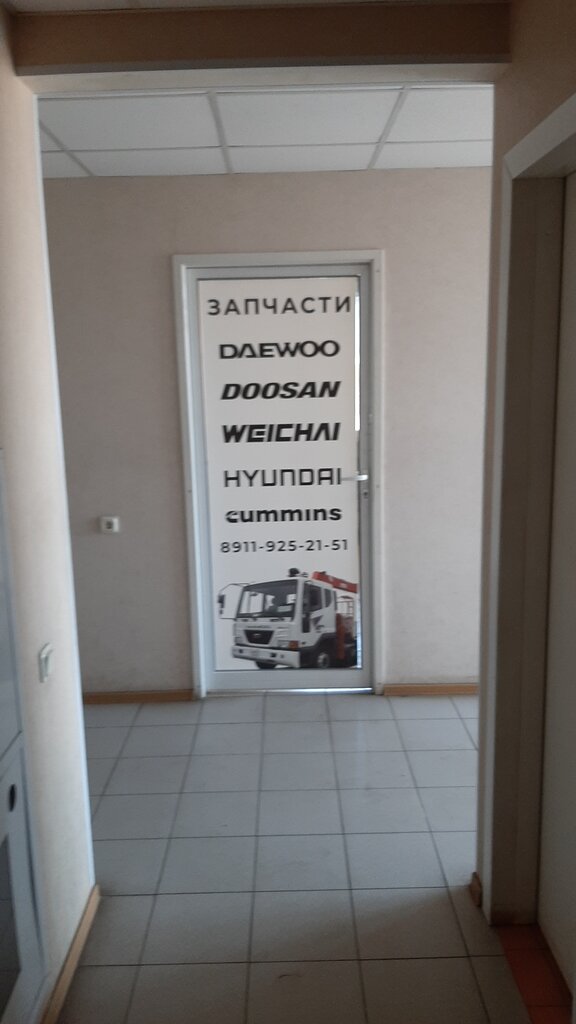 ЗАПЧАСТИ
DAEWOO
DOOSAN
WEICHAI
HYUNDAI
cummins
8911-925-21-51